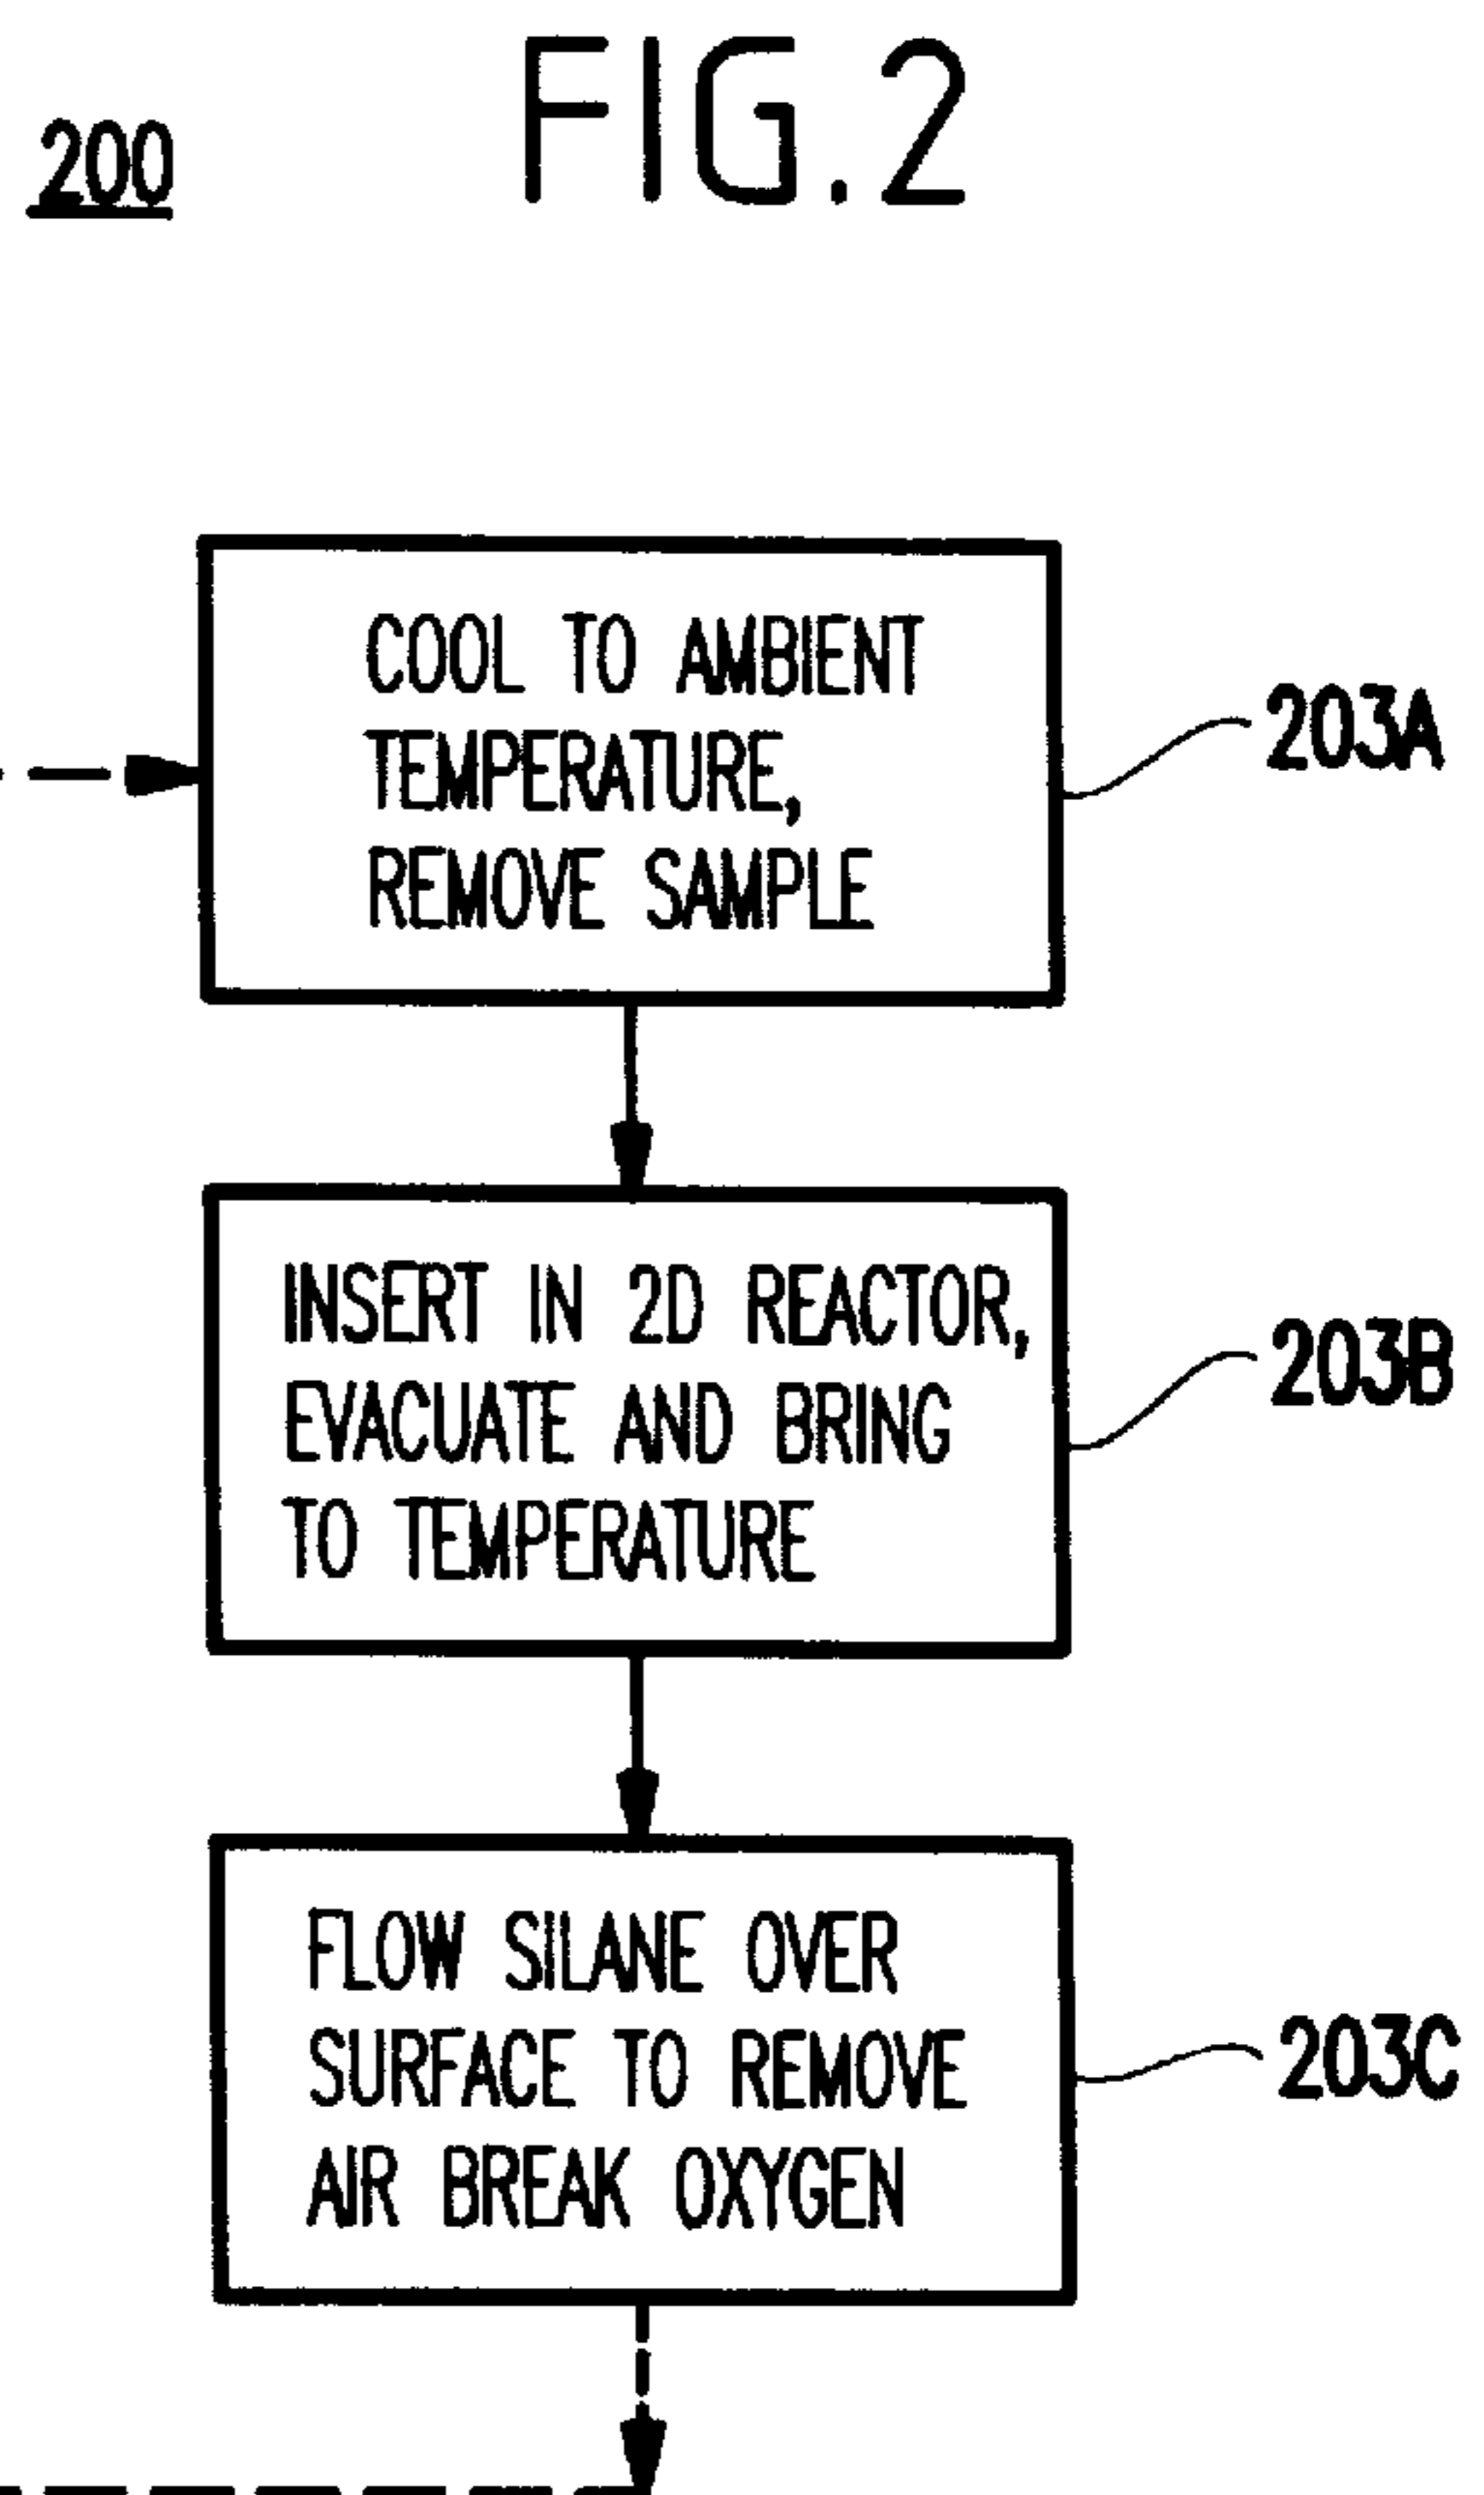 FIG.2
200
COOL TO AMBIENT
TEMPERATURE,
REMOVE SAMPLE
203A
INSERT IN 2D REACTOR,
EVACUATE AND BRING
TO TEMPERATURE
203B
FLOW SILANE OVER
SURFACE TO REMOVE
AIR BREAK OXYGEN
203C